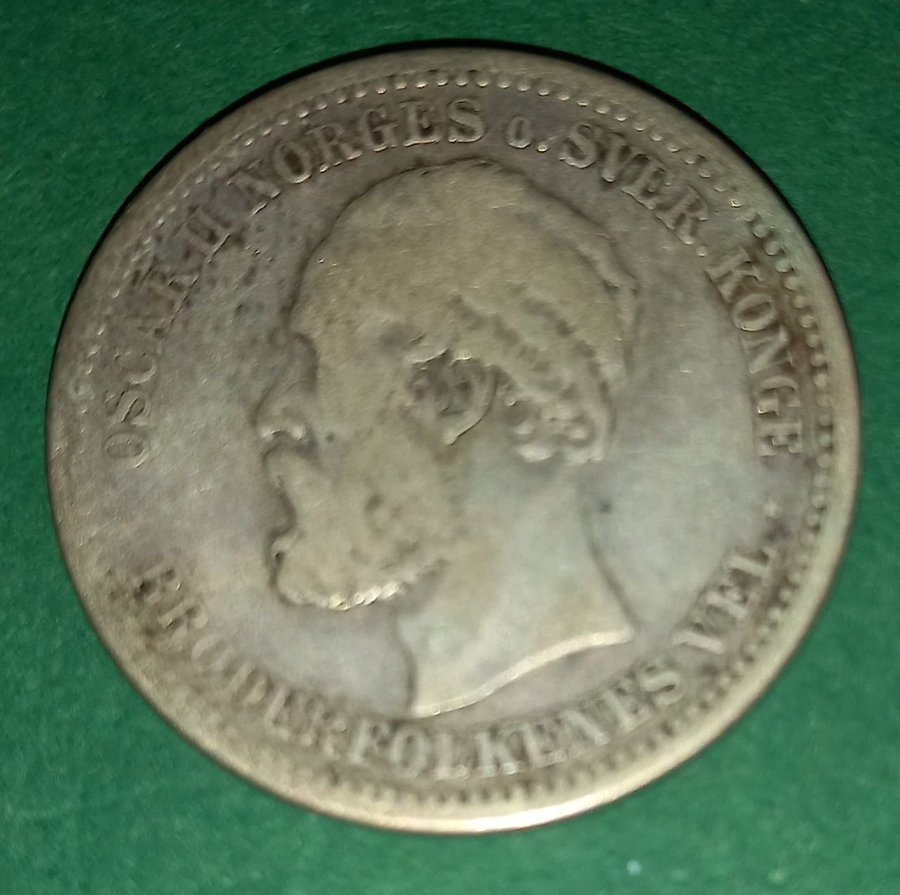 OSCAR II NORGES O. SVER. KONGE
BRODERFOLKENES VEL